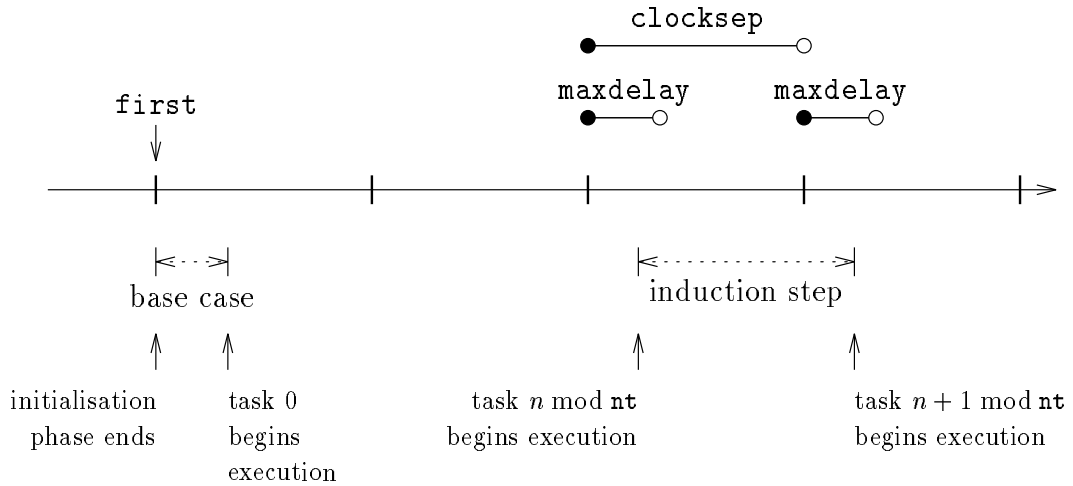 clocksep
maxdelay maxdelay
first
base case
induction step
initialisation
phase ends
task 0
begins
execution
task n mod nt
begins execution
task n + 1 mod nt
begins execution